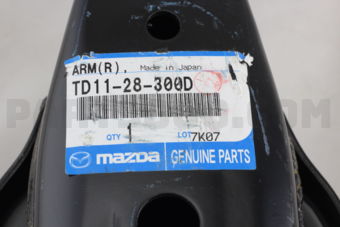 ARM(R), Made in Japan
TD11-28-300D
QTY 1 LOT 7K07
mazda GENUINE PARTS